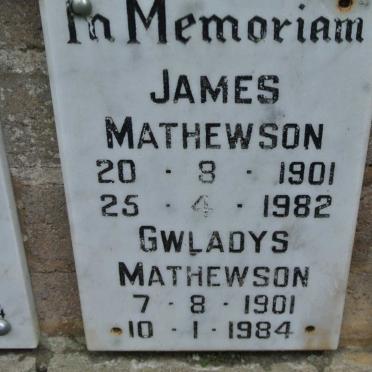 In Memoriam
JAMES
MATHEWSON
20 · 8 · 1901
25 · 4 · 1982
GWLADYS
MATHEWSON
7 · 8 · 1901
10 · 1 · 1984